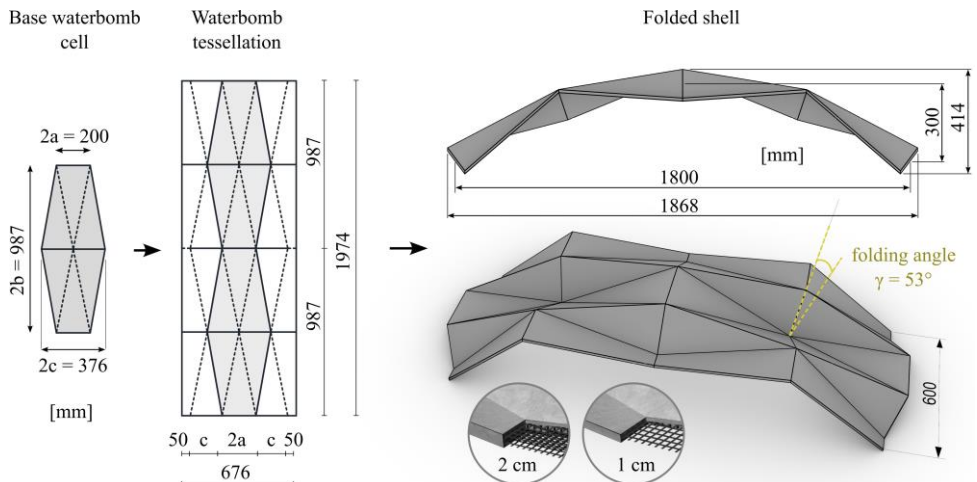 Base waterbomb
cell
Waterbomb
tessellation
Folded shell
2a = 200
2b = 987
2c = 376
[mm]
987
987
1974
50 c 2a c 50
676
[mm]
300
414
1800
1868
folding angle
γ = 53°
600
2 cm
1 cm